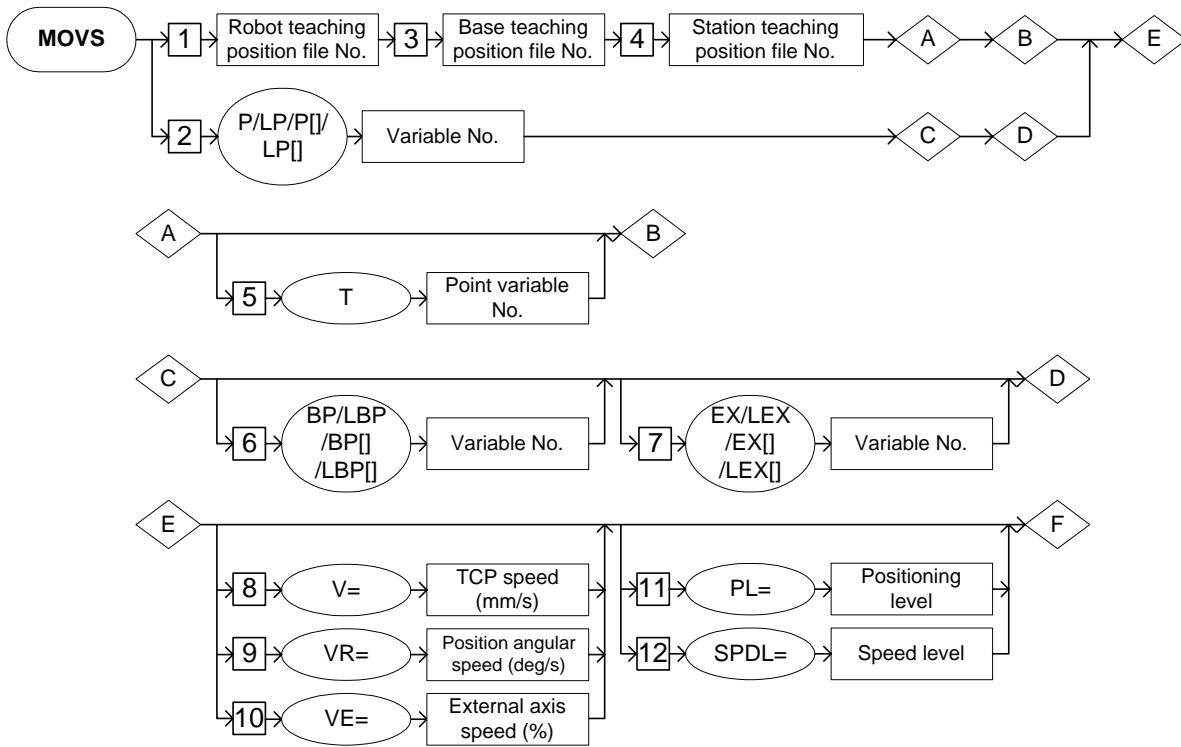 MOVS
1
Robot teaching
position file No.
3
Base teaching
position file No.
4
Station teaching
position file No.
A
B
E
2
P/LP/P[]/
LP[]
Variable No.
C
D
A
B
5
T
Point variable
No.
C
D
6
BP/LBP
/BP[]
/LBP[]
Variable No.
7
EX/LEX
/EX[]
/LEX[]
Variable No.
E
F
8
V=
TCP speed
(mm/s)
11
PL=
Positioning
level
9
VR=
Position angular
speed (deg/s)
12
SPDL=
Speed level
10
VE=
External axis
speed (%)